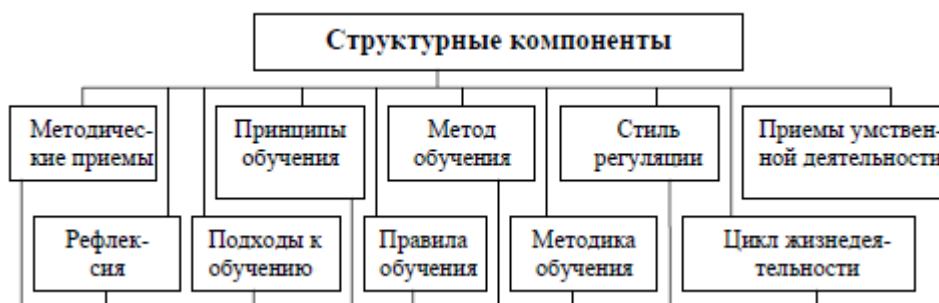 Структурные компоненты
Методичес-
кие приемы
Принципы
обучения
Метод
обучения
Стиль
регуляции
Приемы умствен-
ной деятельности
Рефлек-
сия
Подходы к
обучению
Правила
обучения
Методика
обучения
Цикл жизнедея-
тельности